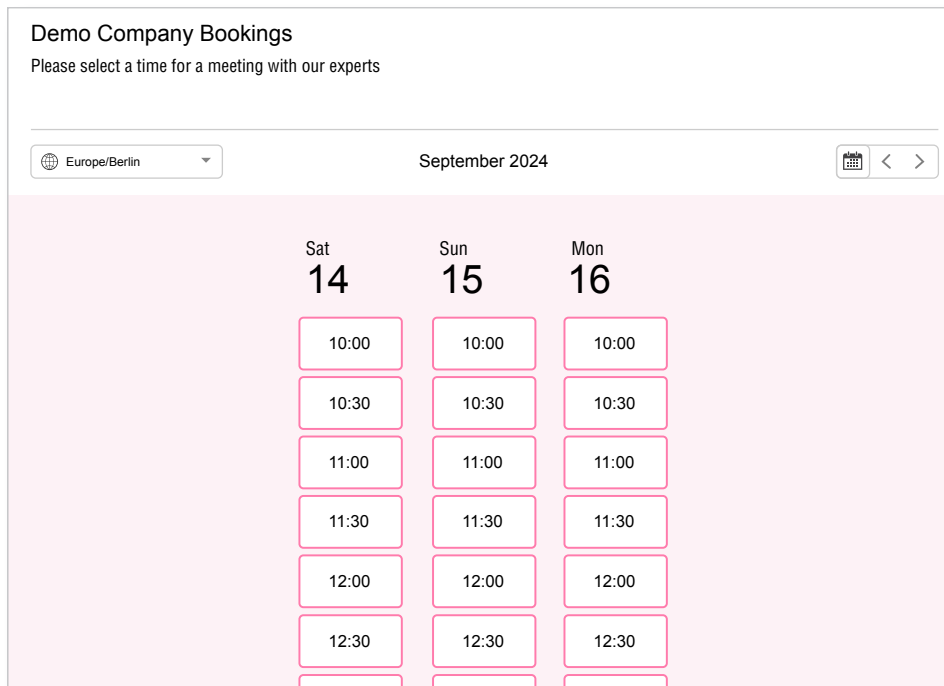 Demo Company Bookings
Please select a time for a meeting with our experts
Europe/Berlin
September 2024
Sat Sun Mon
14 15 16
10:00 10:00 10:00
10:30 10:30 10:30
11:00 11:00 11:00
11:30 11:30 11:30
12:00 12:00 12:00
12:30 12:30 12:30